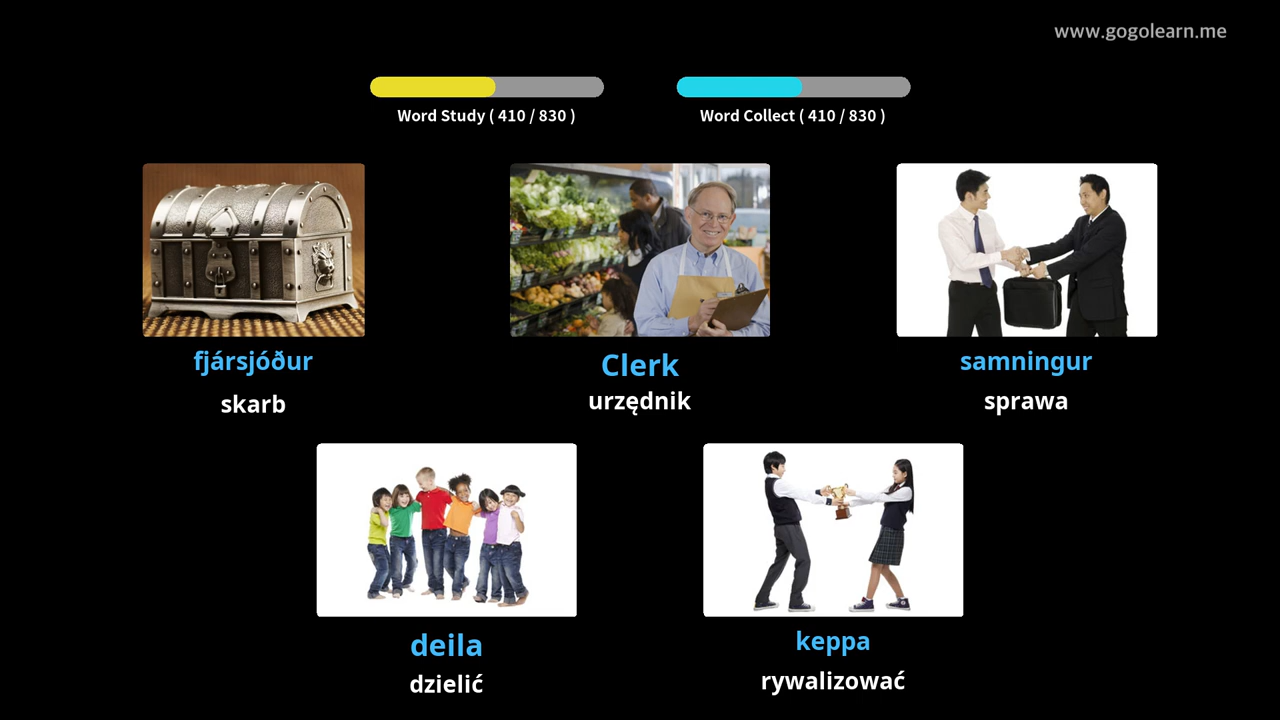 www.gogolearn.me
Word Study ( 410 / 830 )
Word Collect ( 410 / 830 )
fjársjóður
skarb
Clerk
urzędnik
samningur
sprawa
deila
dzielić
keppa
rywalizować